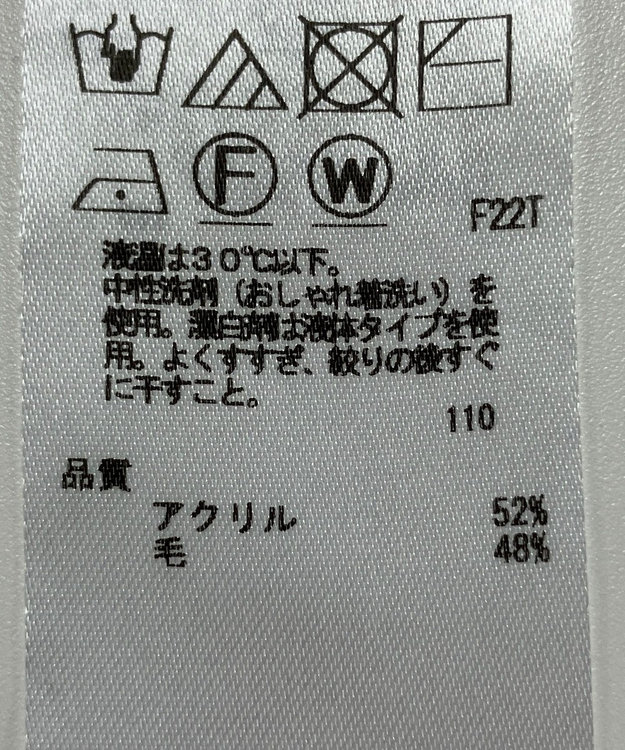 F W
F22T
液温は30℃以下。
中性洗剤（おしゃれ着洗い）を
使用。漂白剤は液体タイプを使
用。よくすすぎ、絞りの後すぐ
に干すこと。
110
品質
アクリル 52%
毛 48%